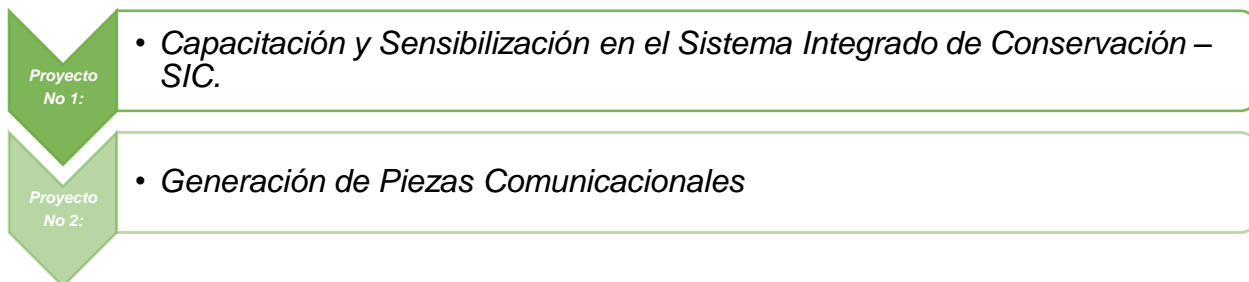 Proyecto
No 1:
• Capacitación y Sensibilización en el Sistema Integrado de Conservación –
SIC.
Proyecto
No 2:
• Generación de Piezas Comunicacionales